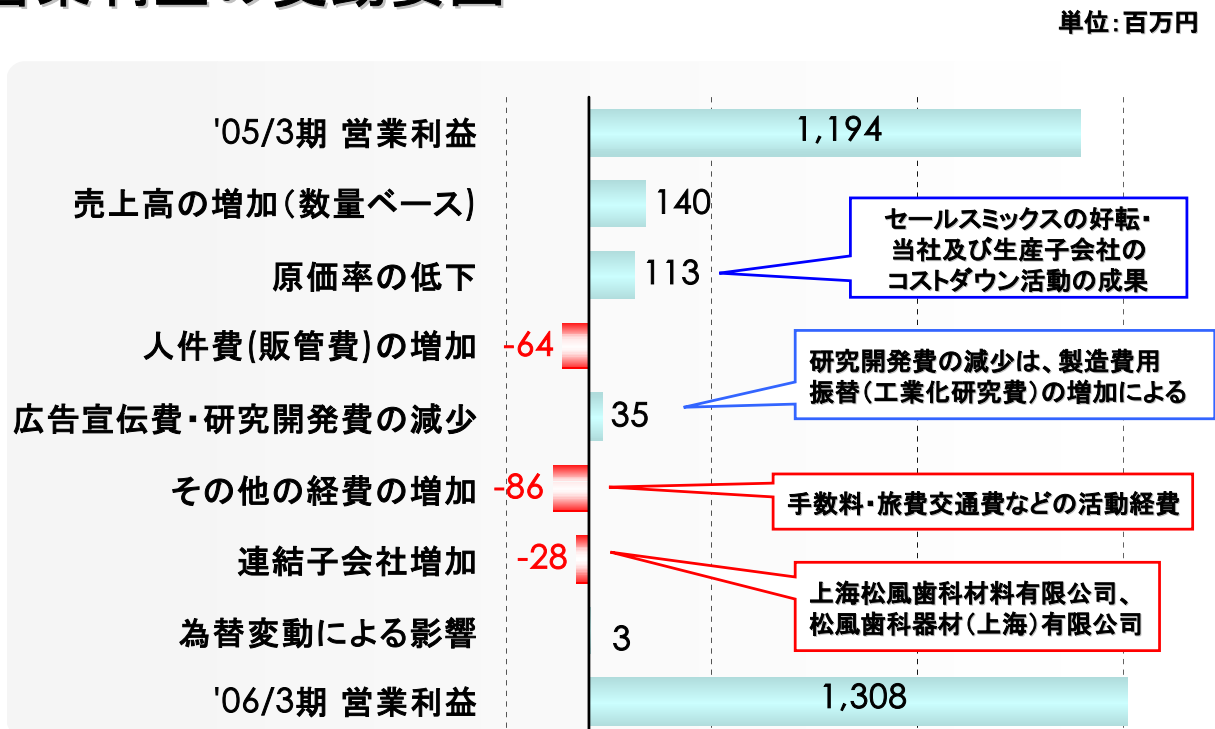 営業利益の変動要因
単位：百万円
'05/3期 営業利益
1,194
売上高の増加（数量ベース）
140
原価率の低下
113
セールスミックスの好転・
当社及び生産子会社の
コストダウン活動の成果
人件費(販管費)の増加
-64
研究開発費の減少は、製造費用
振替（工業化研究費）の増加による
広告宣伝費・研究開発費の減少
35
その他の経費の増加
-86
手数料・旅費交通費などの活動経費
連結子会社増加
-28
上海松風歯科材料有限公司、
松風歯科器材（上海）有限公司
為替変動による影響
3
'06/3期 営業利益
1,308